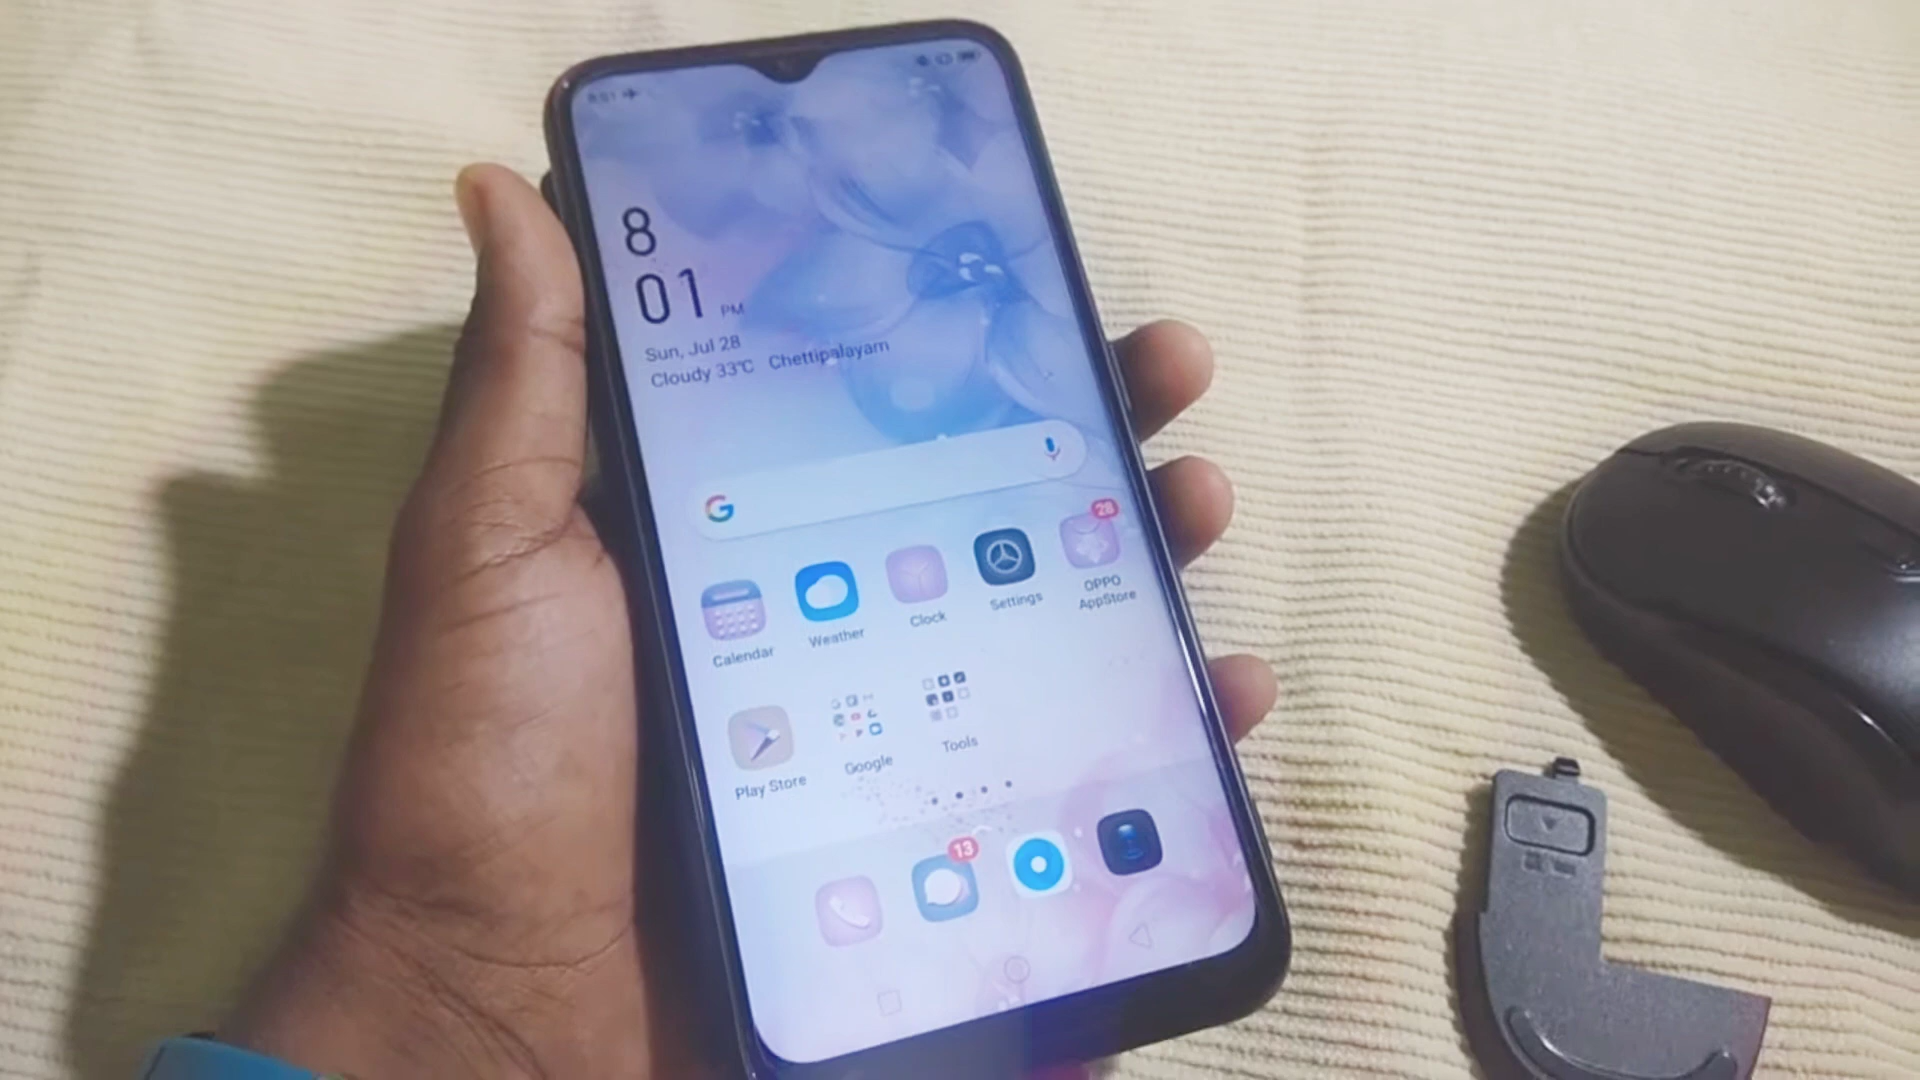 8
01 PM
Sun, Jul 28
Cloudy 33℃ Chettipalayam
G
28
Calendar
Weather
Clock
Settings
OPPO
AppStore
Play Store
Google
Tools
13